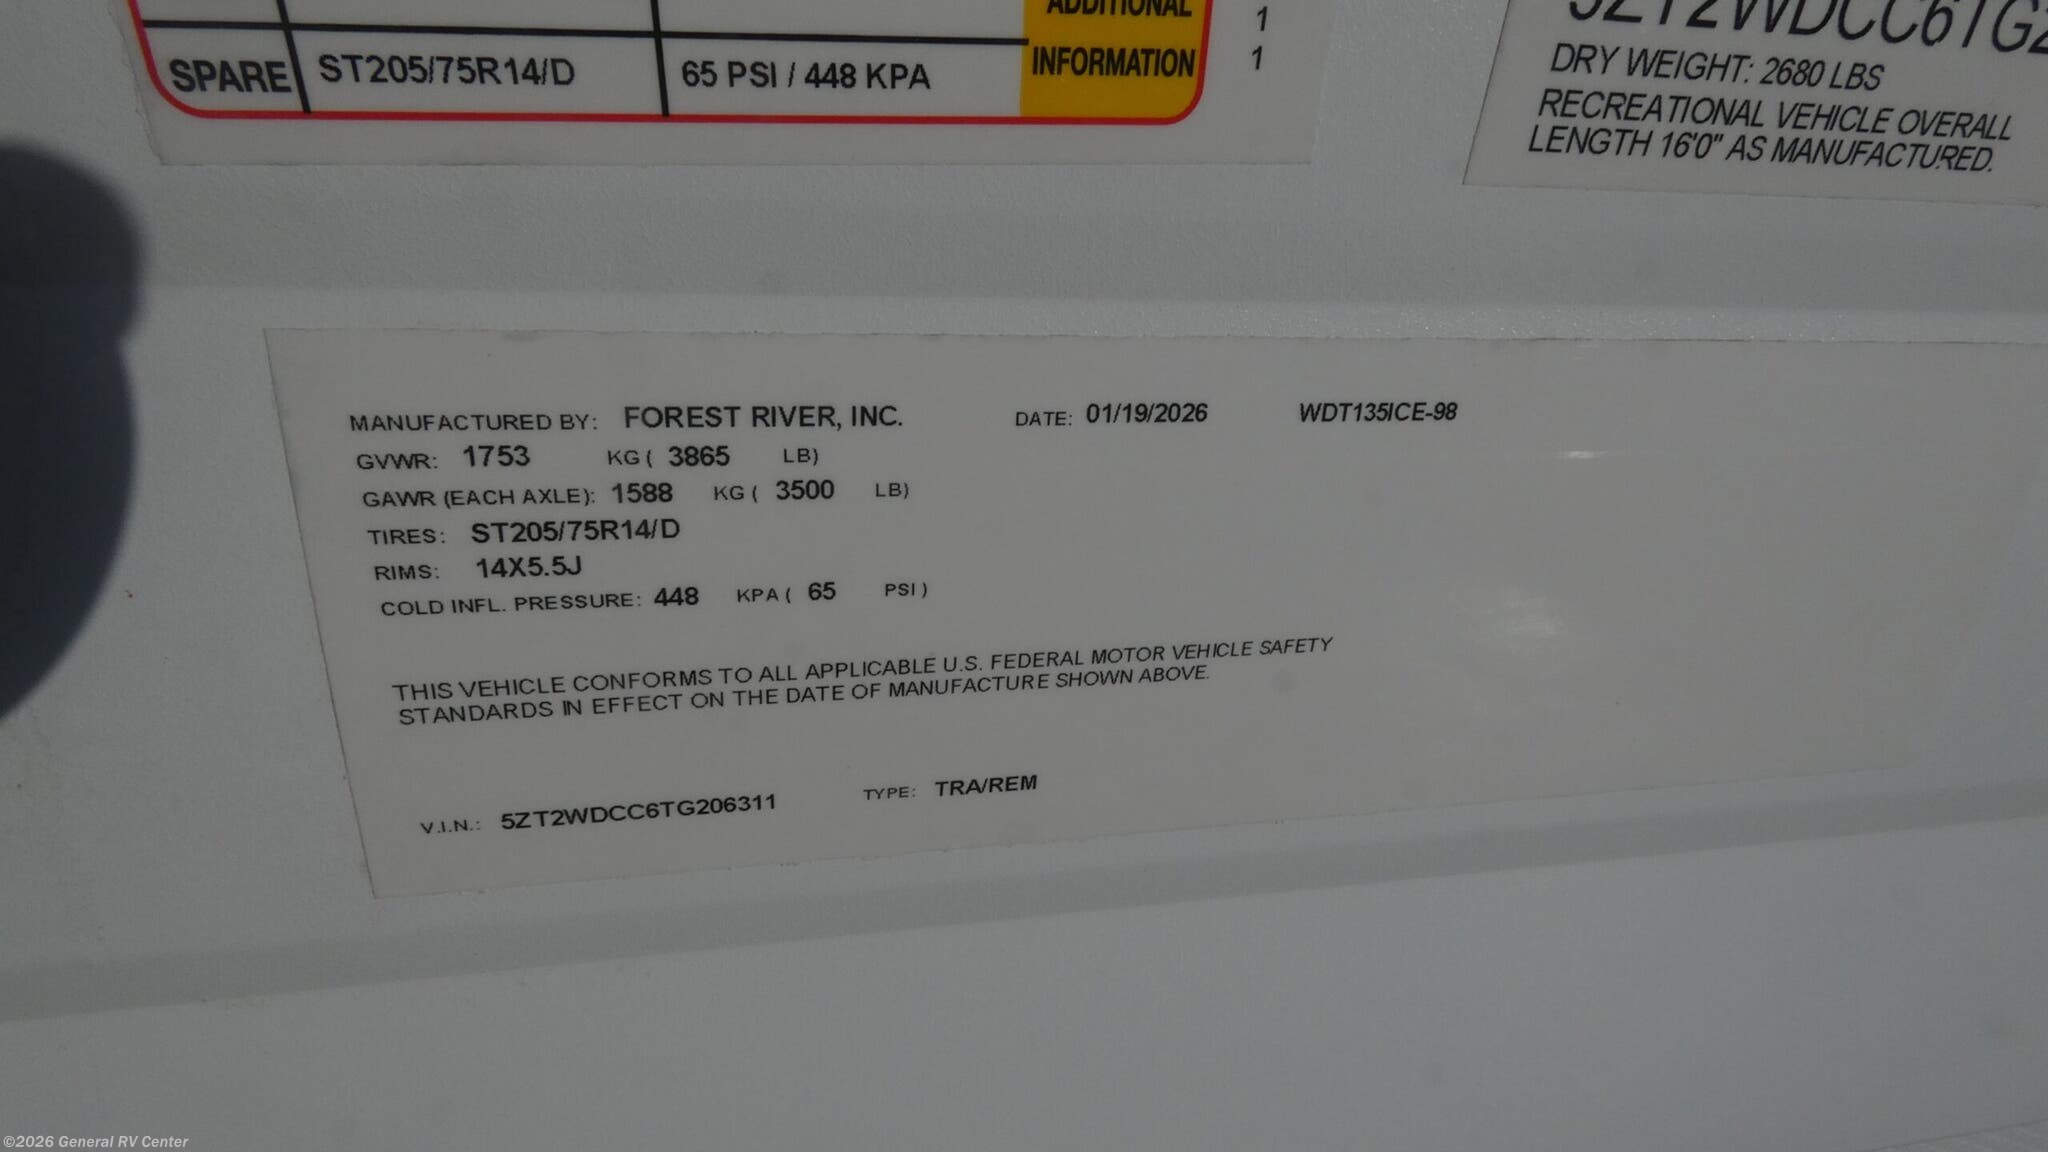 ADDITIONAL
INFORMATION
1
1
SPARE ST205/75R14/D 65 PSI / 448 KPA
5ZT2WDCC6TG2
DRY WEIGHT: 2680 LBS
RECREATIONAL VEHICLE OVERALL
LENGTH 16'0" AS MANUFACTURED.
MANUFACTURED BY: FOREST RIVER, INC. DATE: 01/19/2026 WDT135ICE-98
GVWR: 1753 KG ( 3865 LB)
GAWR (EACH AXLE): 1588 KG ( 3500 LB)
TIRES: ST205/75R14/D
RIMS: 14X5.5J
COLD INFL. PRESSURE: 448 KPA ( 65 PSI )
THIS VEHICLE CONFORMS TO ALL APPLICABLE U.S. FEDERAL MOTOR VEHICLE SAFETY
STANDARDS IN EFFECT ON THE DATE OF MANUFACTURE SHOWN ABOVE.
V.I.N.: 5ZT2WDCC6TG206311 TYPE: TRA/REM
©2026 General RV Center